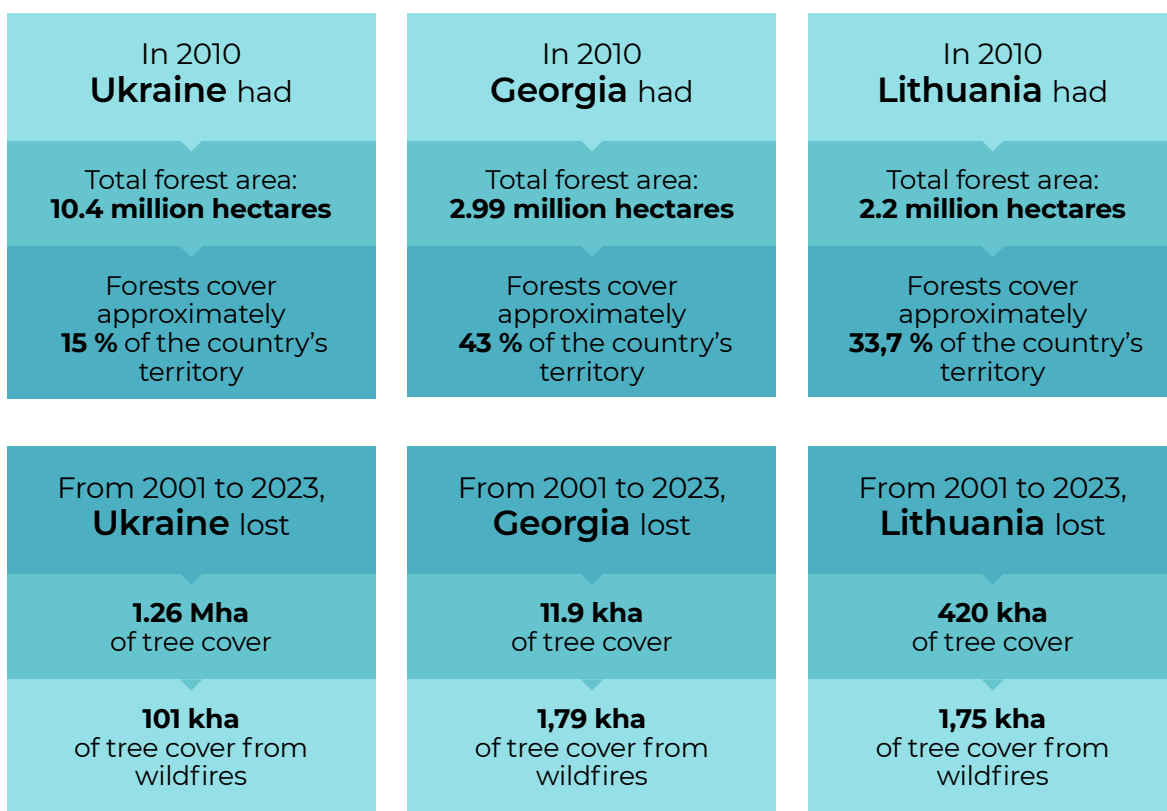 In 2010
Ukraine had
Total forest area:
10.4 million hectares
Forests cover
approximately
15 % of the country's
territory
In 2010
Georgia had
Total forest area:
2.99 million hectares
Forests cover
approximately
43 % of the country's
territory
In 2010
Lithuania had
Total forest area:
2.2 million hectares
Forests cover
approximately
33,7 % of the country's
territory
From 2001 to 2023,
Ukraine lost
1.26 Mha
of tree cover
101 kha
of tree cover from
wildfires
From 2001 to 2023,
Georgia lost
11.9 kha
of tree cover
1,79 kha
of tree cover from
wildfires
From 2001 to 2023,
Lithuania lost
420 kha
of tree cover
1,75 kha
of tree cover from
wildfires